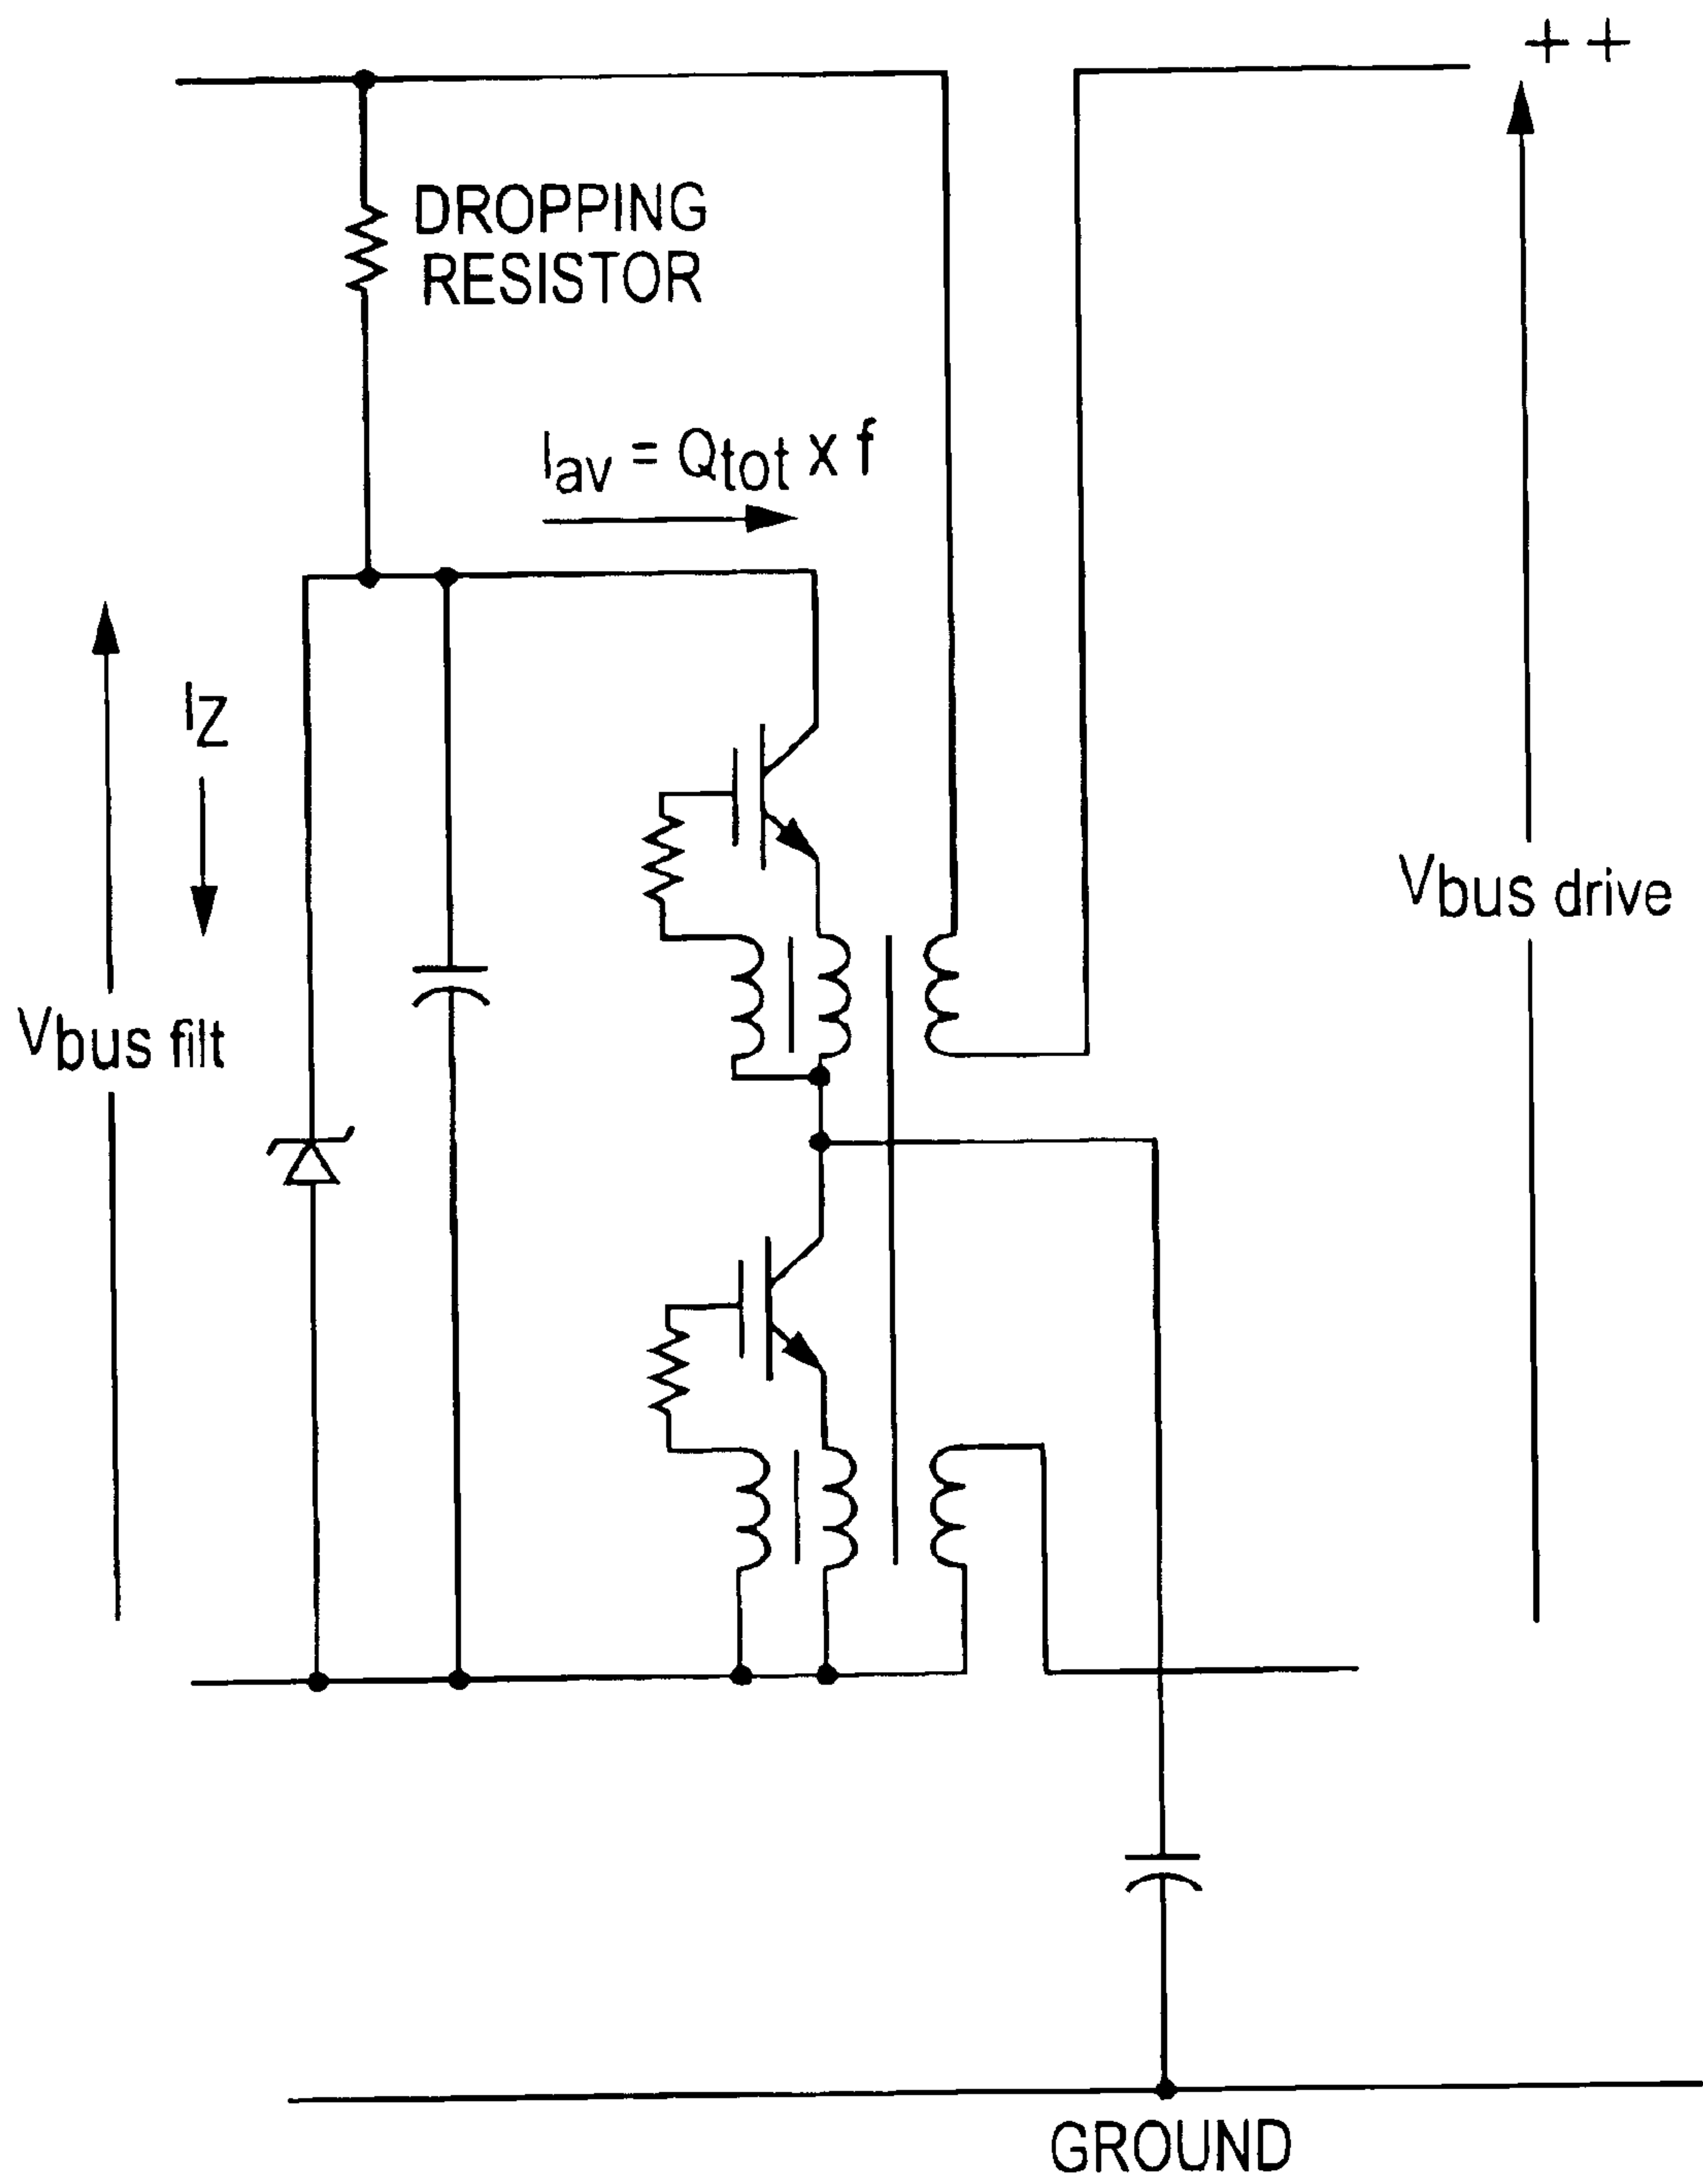 ++
DROPPING
RESISTOR
Iav = Qtot x f
IZ
Vbus drive
Vbus filt
GROUND